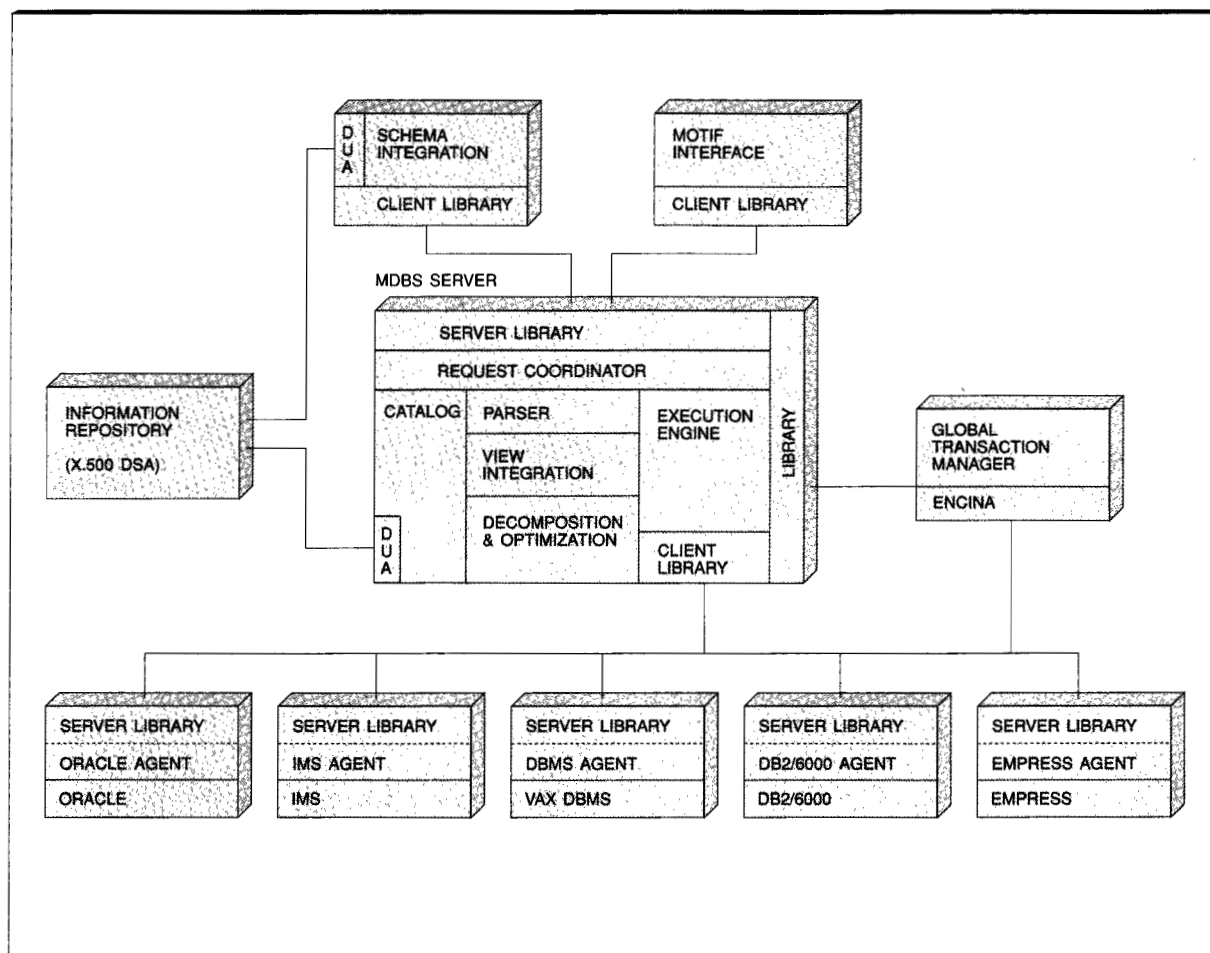 DUA
SCHEMA
INTEGRATION
CLIENT LIBRARY
MOTIF
INTERFACE
CLIENT LIBRARY
MDBS SERVER
SERVER LIBRARY
REQUEST COORDINATOR
CATALOG
DUA
PARSER
VIEW
INTEGRATION
DECOMPOSITION
& OPTIMIZATION
EXECUTION
ENGINE
CLIENT
LIBRARY
LIBRARY
INFORMATION
REPOSITORY
(X.500 DSA)
GLOBAL
TRANSACTION
MANAGER
ENCINA
SERVER LIBRARY
ORACLE AGENT
ORACLE
SERVER LIBRARY
IMS AGENT
IMS
SERVER LIBRARY
DBMS AGENT
VAX DBMS
SERVER LIBRARY
DB2/6000 AGENT
DB2/6000
SERVER LIBRARY
EMPRESS AGENT
EMPRESS